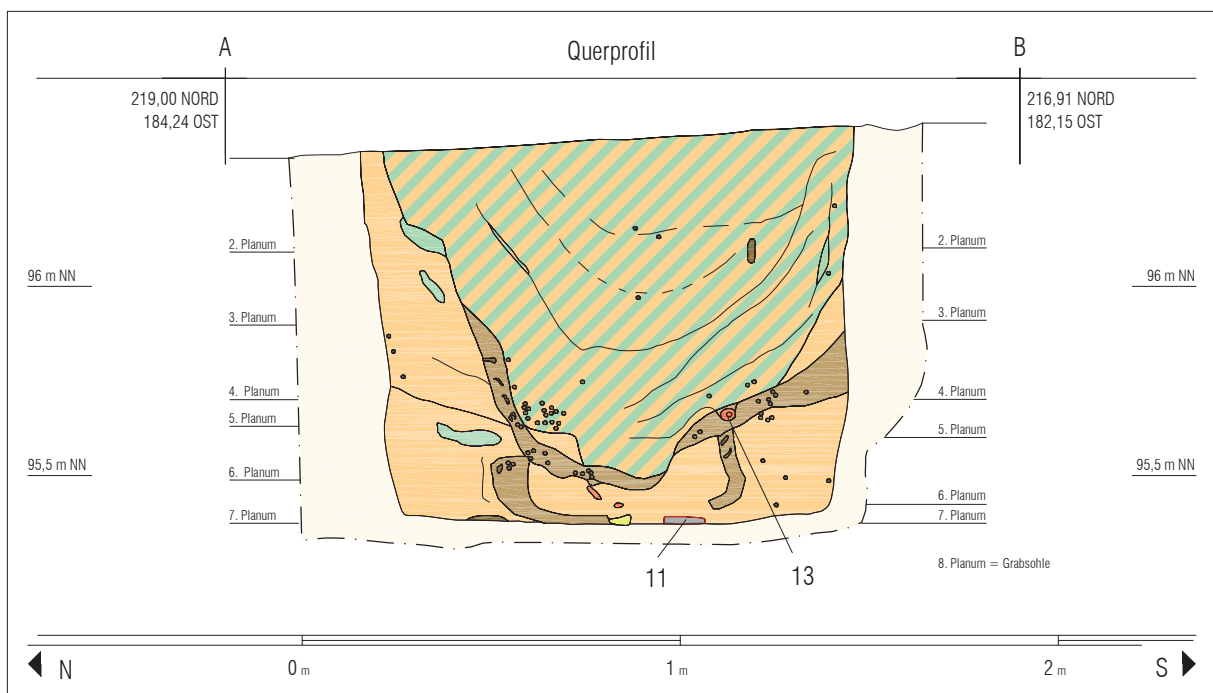 A
Querprofil
B
219,00 NORD
184,24 OST
216,91 NORD
182,15 OST
2. Planum
2. Planum
96 m NN
96 m NN
3. Planum
3. Planum
4. Planum
4. Planum
5. Planum
5. Planum
95,5 m NN
95,5 m NN
6. Planum
6. Planum
7. Planum
7. Planum
8. Planum = Grabsohle
11
13
N
0 m
1 m
2 m
S